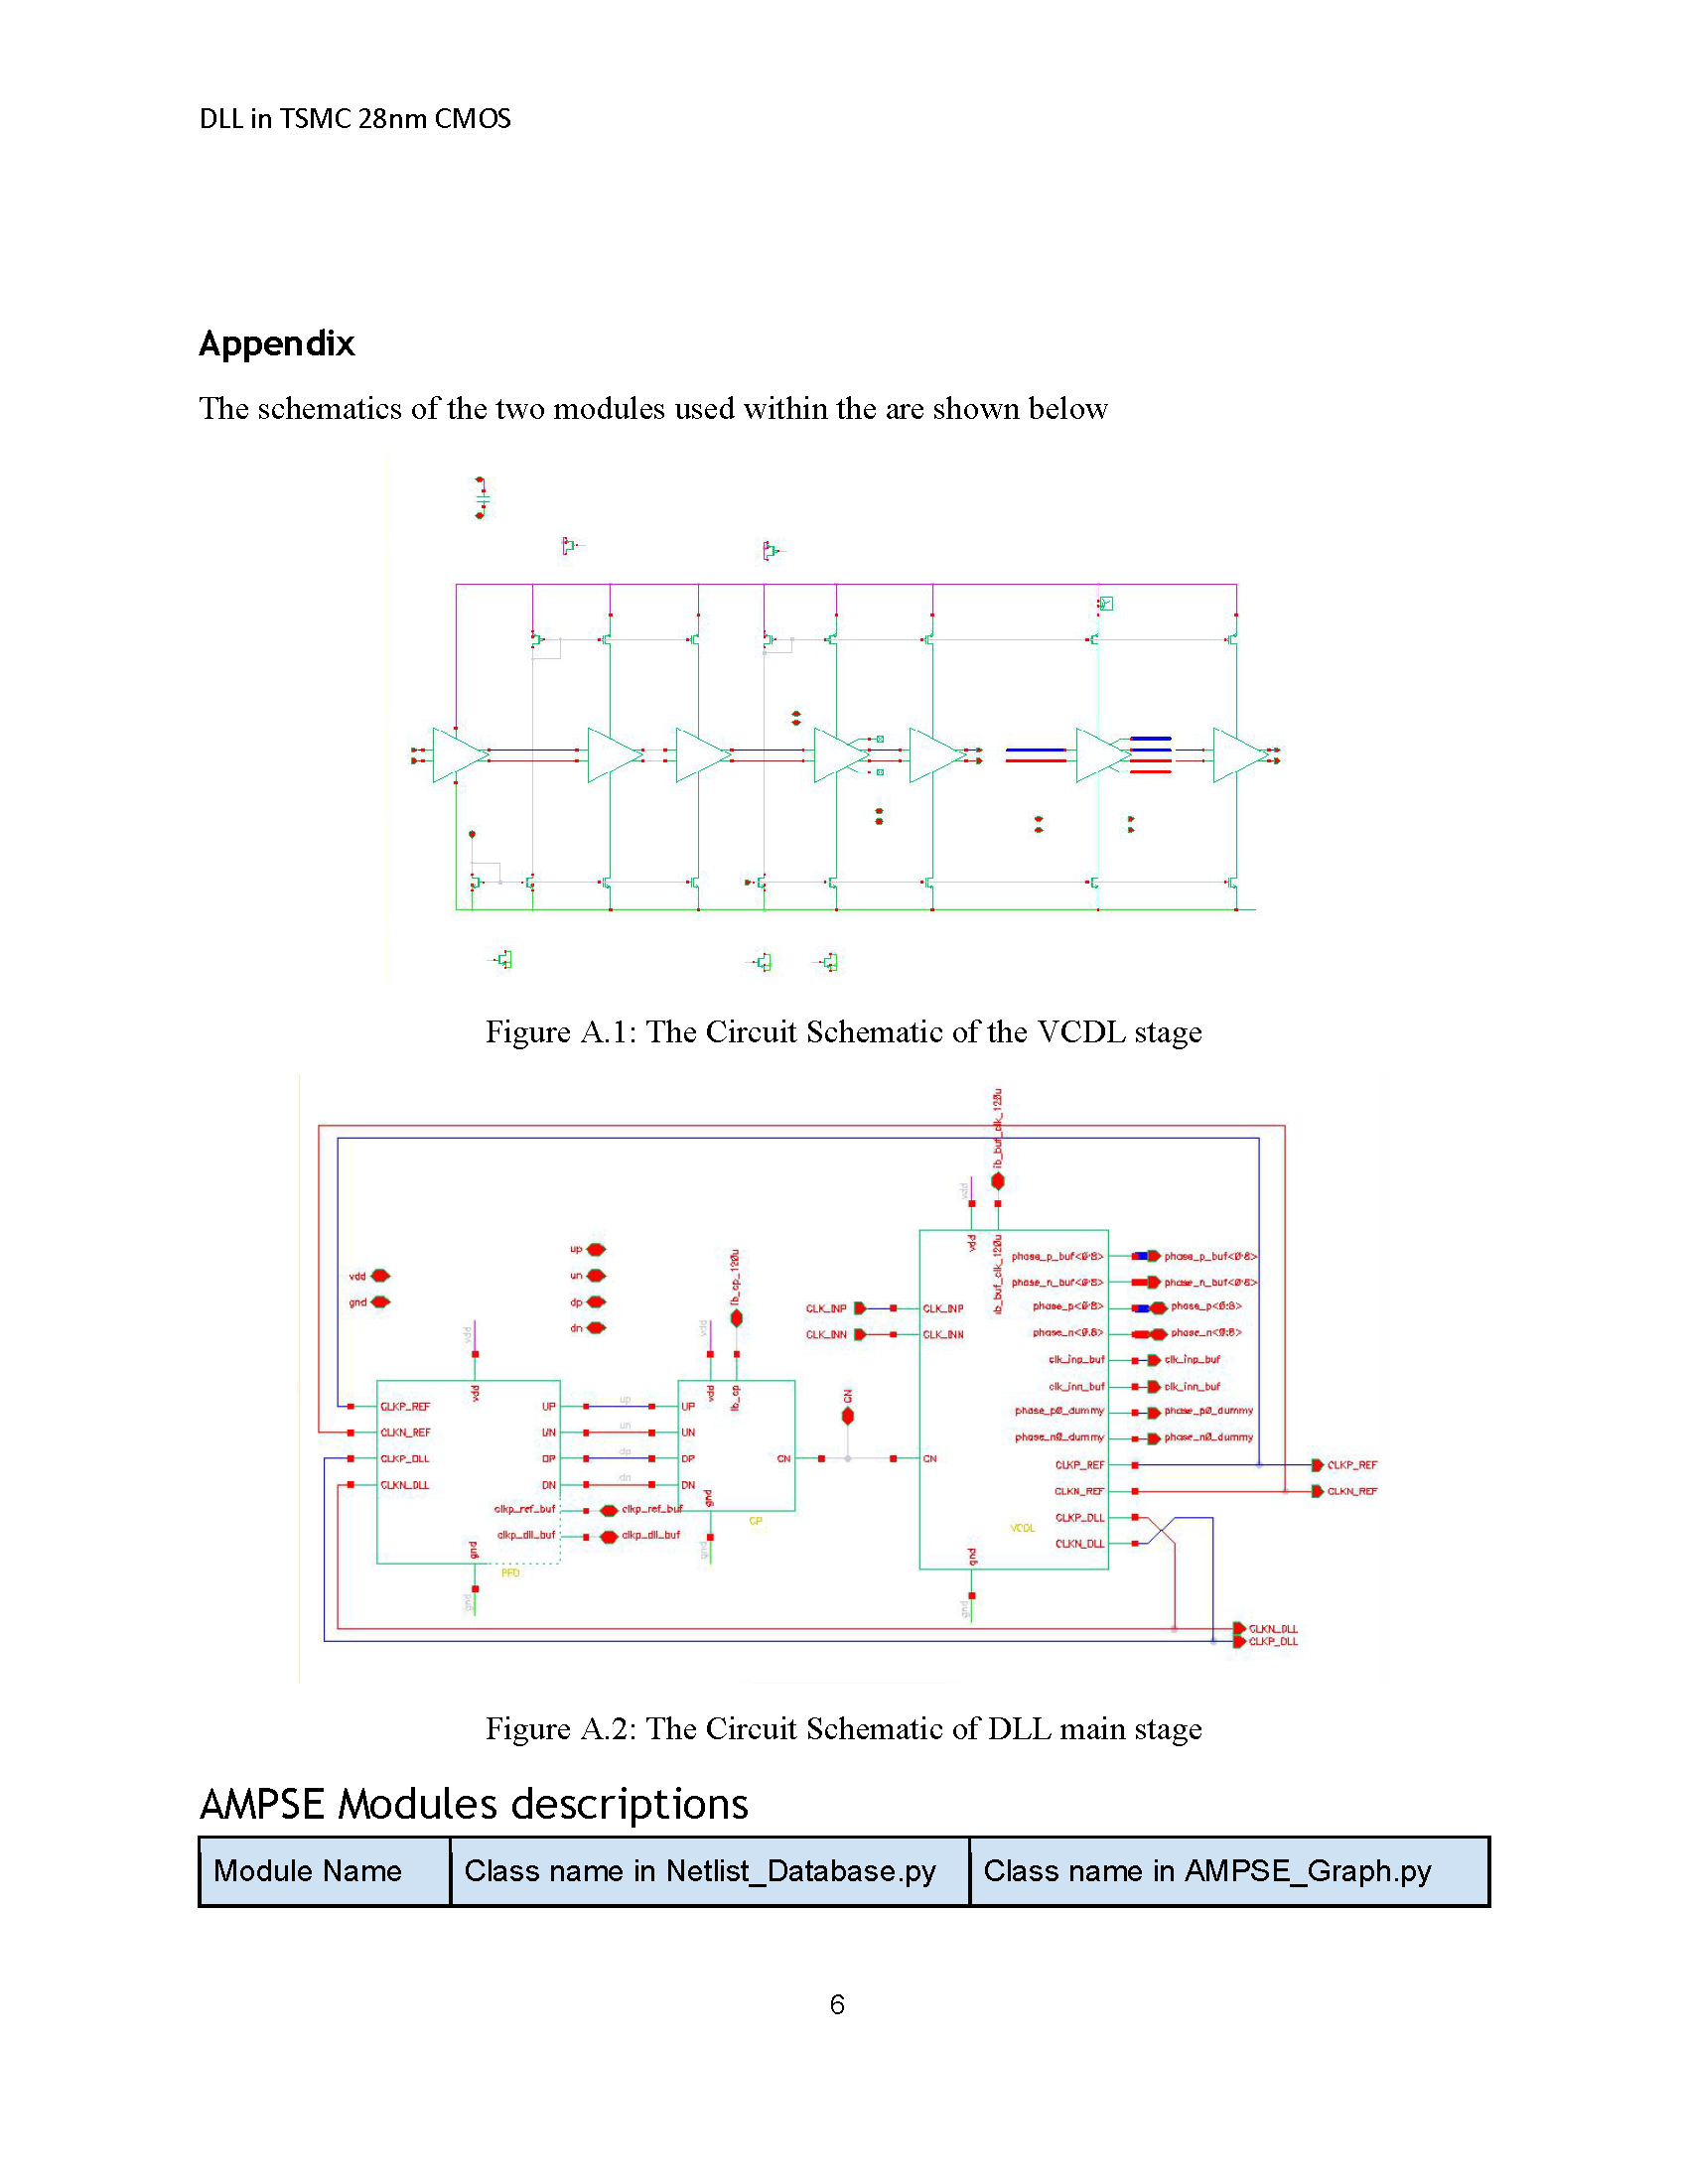 DLL in TSMC 28nm CMOS
Appendix
The schematics of the two modules used within the are shown below
Figure A.1: The Circuit Schematic of the VCDL stage
ib_buf_clk_120u
vdd
vdd
gnd
up
un
dp
dn
vdd
vdd
ib_cp_120u
vdd
ib_buf_clk_120u
CLK_INP
CLK_INN
CLK_INP
CLK_INN
phase_p_buf<0:8>
phase_n_buf<0:8>
phase_p<0:8>
phase_n<0:8>
clk_inp_buf
clk_inn_buf
phase_p0_dummy
phase_n0_dummy
CLKP_REF
CLKN_REF
CLKP_DLL
CLKN_DLL
phase_p_buf<0:8>
phase_n_buf<0:8>
phase_p<0:8>
phase_n<0:8>
clk_inp_buf
clk_inn_buf
phase_p0_dummy
phase_n0_dummy
CLKP_REF
CLKN_REF
vdd
CLKP_REF
CLKN_REF
CLKP_DLL
CLKN_DLL
UP
UN
DP
DN
clkp_ref_buf
clkp_dll_buf
up
un
dp
dn
clkp_ref_buf
clkp_dll_buf
vdd
ib_cp
UP
UN
DP
DN
CN
CN
CN
gnd
gnd
gnd
gnd
gnd
gnd
PFD
CP
VCDL
CLKN_DLL
CLKP_DLL
Figure A.2: The Circuit Schematic of DLL main stage
AMPSE Modules descriptions
Module Name
Class name in Netlist_Database.py
Class name in AMPSE_Graph.py
6